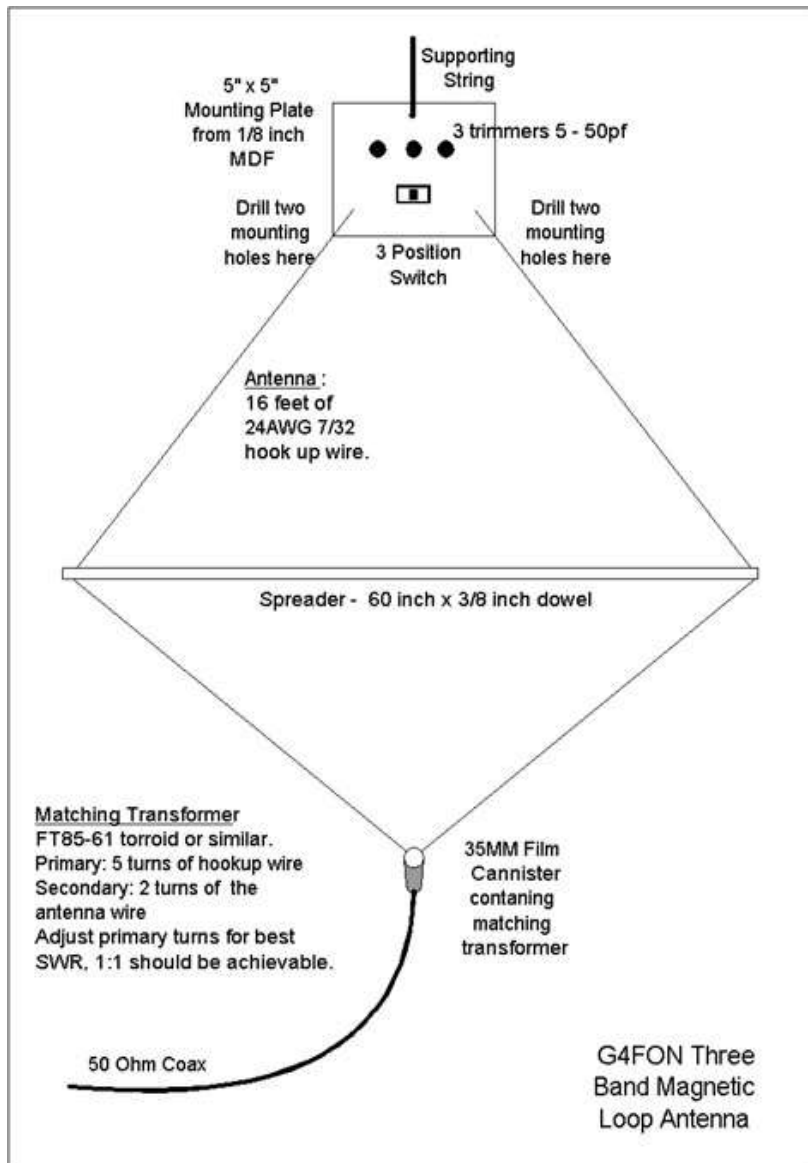 Supporting
String
5" x 5"
Mounting Plate
from 1/8 inch
MDF
3 trimmers 5 - 50pf
Drill two
mounting
holes here
3 Position
Switch
Drill two
mounting
holes here
Antenna :
16 feet of
24AWG 7/32
hook up wire.
Spreader - 60 inch x 3/8 inch dowel
Matching Transformer
FT85-61 torroid or similar.
Primary: 5 turns of hookup wire
Secondary: 2 turns of the
antenna wire
Adjust primary turns for best
SWR, 1:1 should be achievable.
35MM Film
Cannister
contaning
matching
transformer
50 Ohm Coax
G4FON Three
Band Magnetic
Loop Antenna